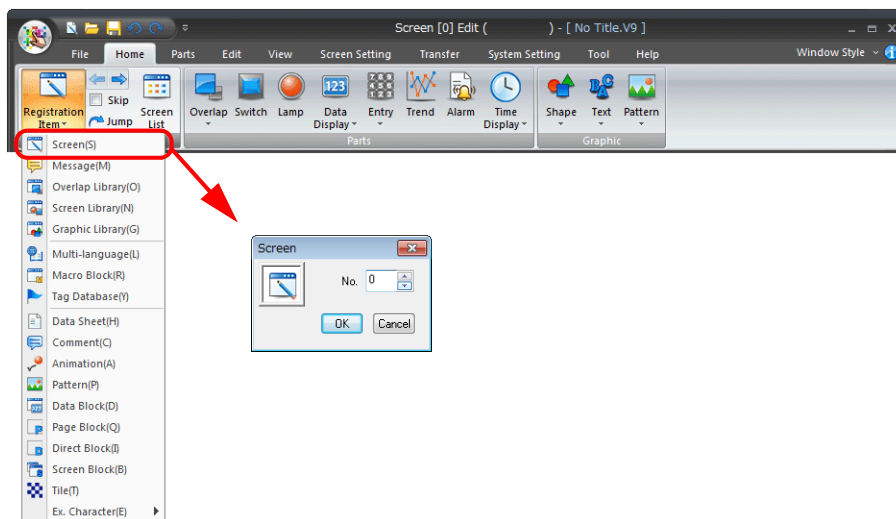 Screen [0] Edit ( ) - [ No Title.V9 ]
File Home Parts Edit View Screen Setting Transfer System Setting Tool Help Window Style
Registration Item
Skip
Jump
Screen List
Overlap Switch Lamp Data Display Entry Trend Alarm Time Display Shape Text Pattern
123
Parts Graphic
Screen(S)
Message(M)
Overlap Library(O)
Screen Library(N)
Graphic Library(G)
Multi-language(L)
Macro Block(R)
Tag Database(Y)
Data Sheet(H)
Comment(C)
Animation(A)
Pattern(P)
Data Block(D)
Page Block(Q)
Direct Block(I)
Screen Block(B)
Tile(T)
Ex. Character(E)
Screen
No. 0
OK Cancel